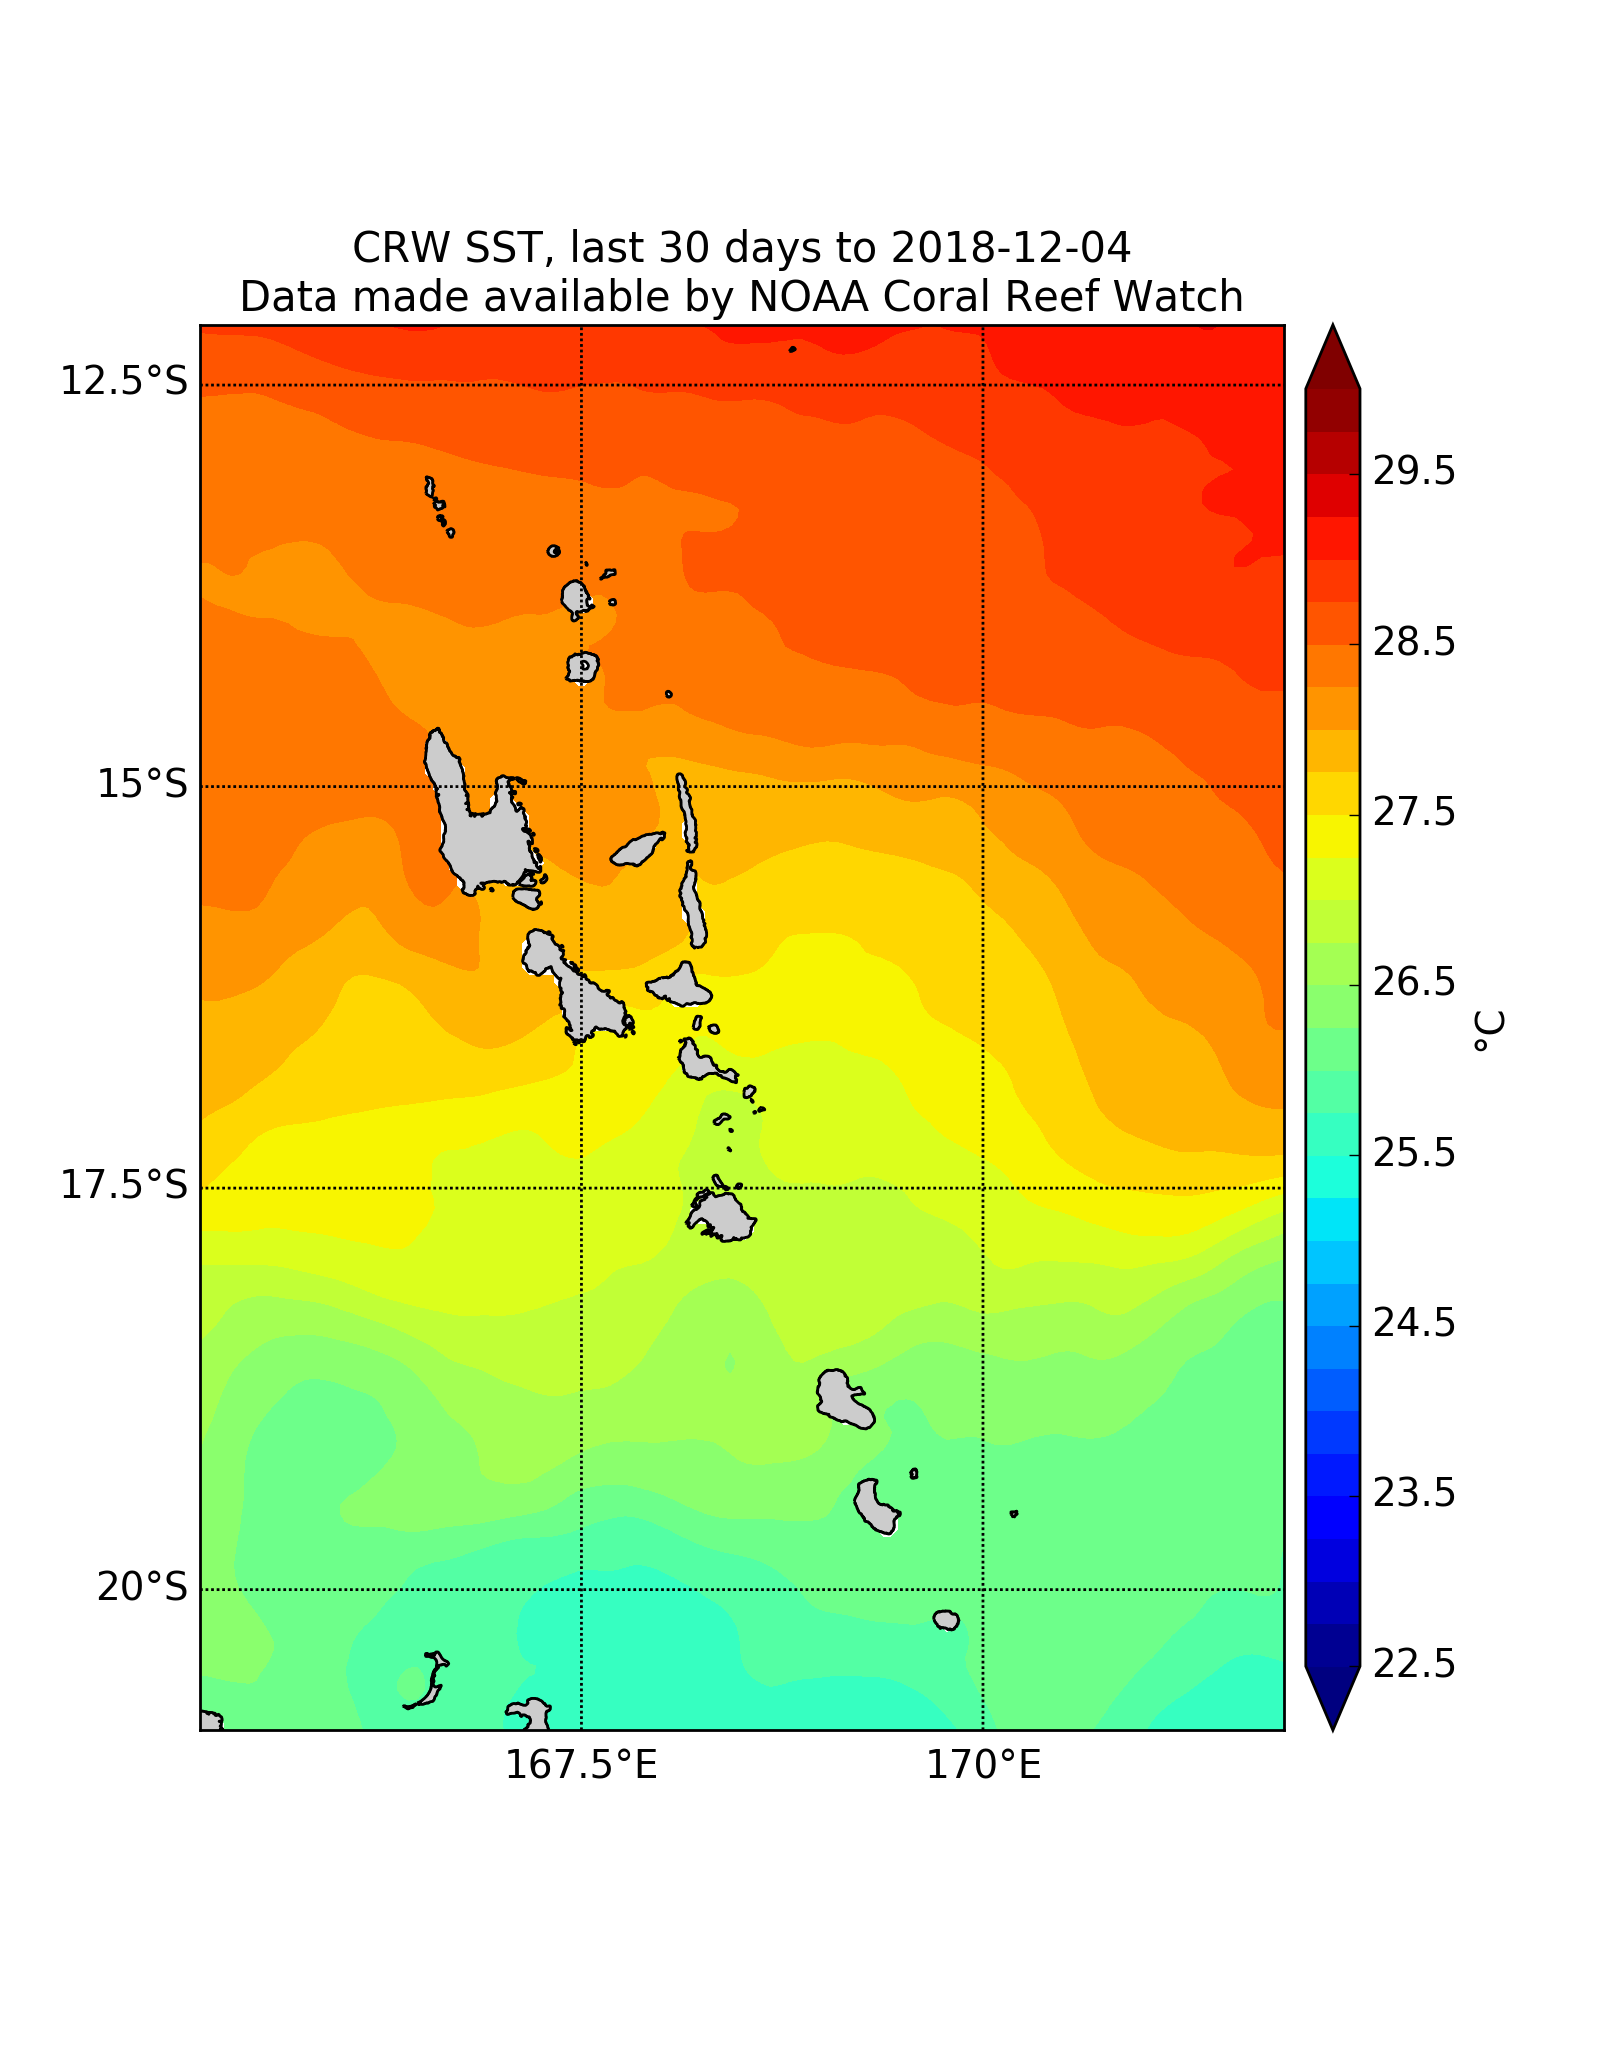 CRW SST, last 30 days to 2018-12-04
Data made available by NOAA Coral Reef Watch
12.5°S
15°S
17.5°S
20°S
167.5°E
170°E
29.5
28.5
27.5
26.5
25.5
24.5
23.5
22.5
°C